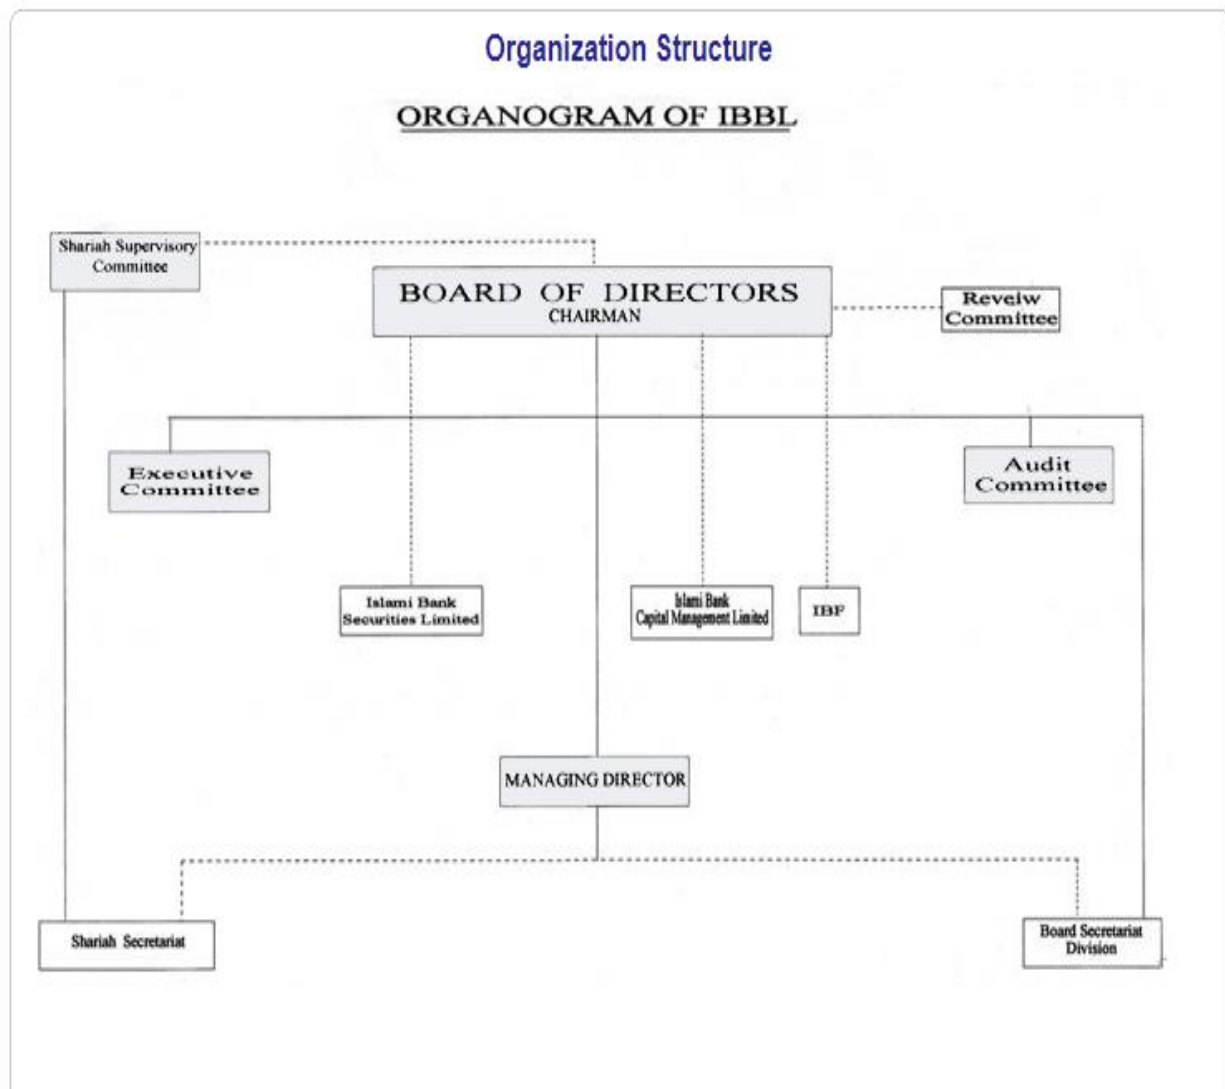 Organization Structure
ORGANOGRAM OF IBBL
Shariah Supervisory
Committee
BOARD OF DIRECTORS
CHAIRMAN
Reveiw
Committee
Executive
Committee
Audit
Committee
Islami Bank
Securities Limited
Islami Bank
Capital Management Limited
IBF
MANAGING DIRECTOR
Shariah Secretariat
Board Secretariat
Division